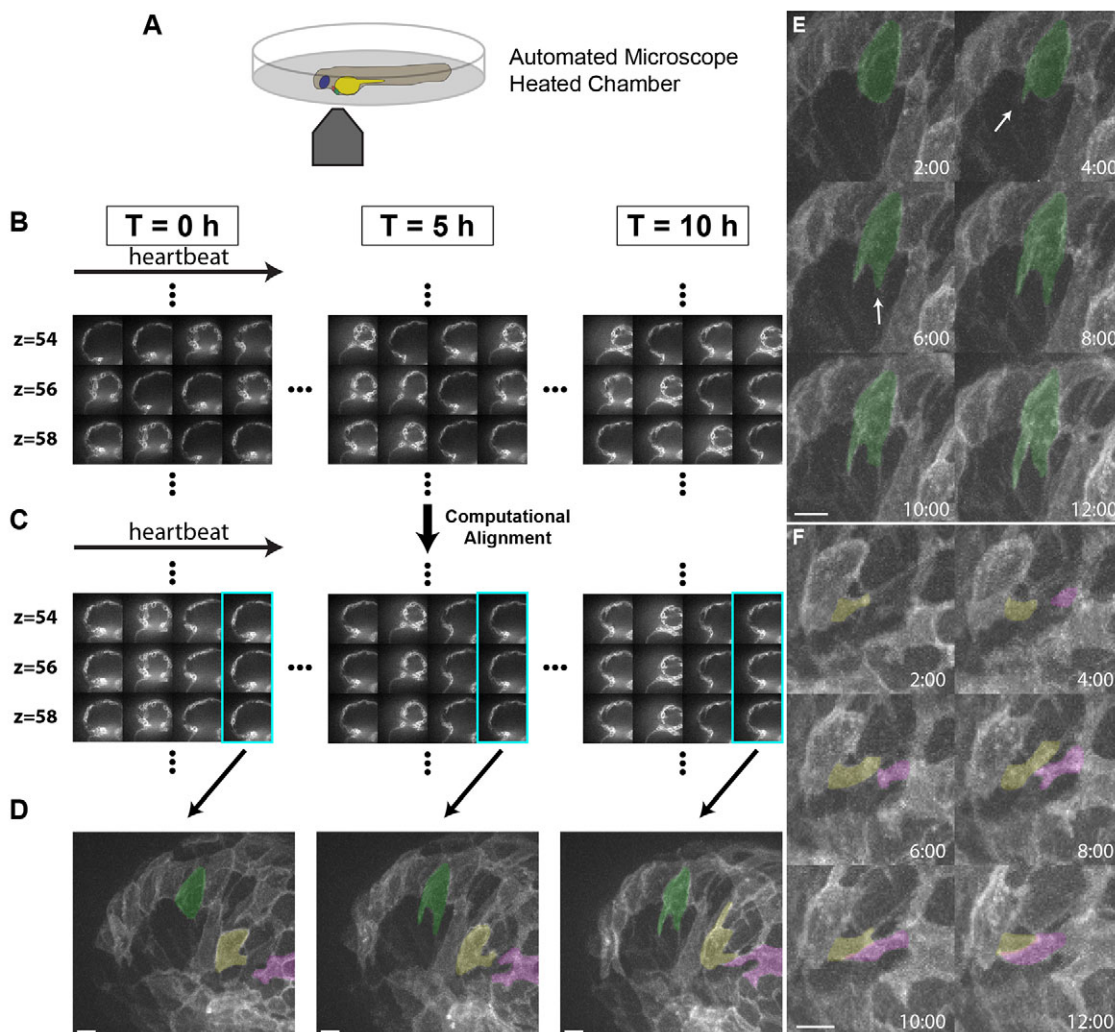 A
Automated Microscope
Heated Chamber
B
T = 0 h
T = 5 h
T = 10 h
heartbeat
z=54
z=56
z=58
C
heartbeat
Computational
Alignment
z=54
z=56
z=58
D
E
2:00
4:00
6:00
8:00
10:00
12:00
F
2:00
4:00
6:00
8:00
10:00
12:00